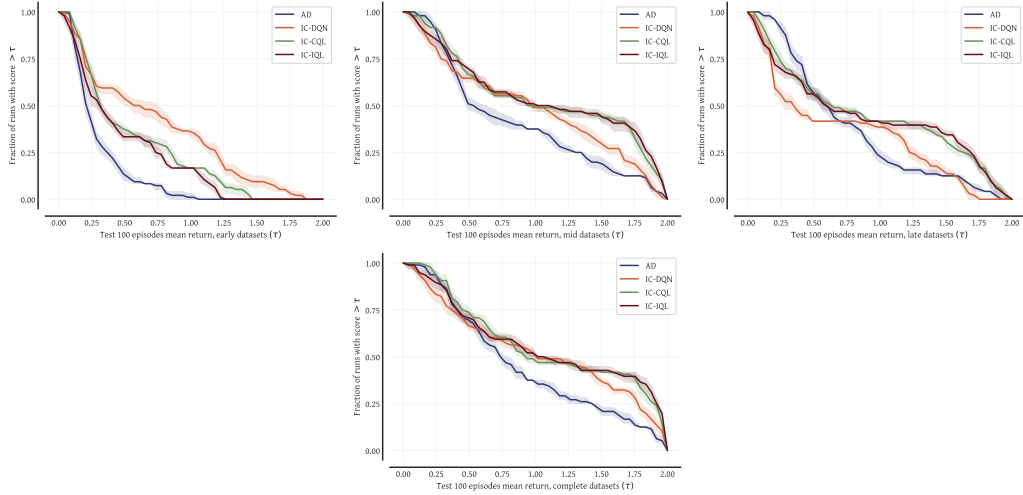 1.00
0.75
0.50
0.25
0.00
Fraction of runs with score > τ
AD
IC-DQN
IC-CQL
IC-IQL
0.00 0.25 0.50 0.75 1.00 1.25 1.50 1.75 2.00
Test 100 episodes mean return, early datasets (τ)
1.00
0.75
0.50
0.25
0.00
Fraction of runs with score > τ
AD
IC-DQN
IC-CQL
IC-IQL
0.00 0.25 0.50 0.75 1.00 1.25 1.50 1.75 2.00
Test 100 episodes mean return, mid datasets (τ)
1.00
0.75
0.50
0.25
0.00
Fraction of runs with score > τ
AD
IC-DQN
IC-CQL
IC-IQL
0.00 0.25 0.50 0.75 1.00 1.25 1.50 1.75 2.00
Test 100 episodes mean return, late datasets (τ)
1.00
0.75
0.50
0.25
0.00
Fraction of runs with score > τ
AD
IC-DQN
IC-CQL
IC-IQL
0.00 0.25 0.50 0.75 1.00 1.25 1.50 1.75 2.00
Test 100 episodes mean return, complete datasets (τ)